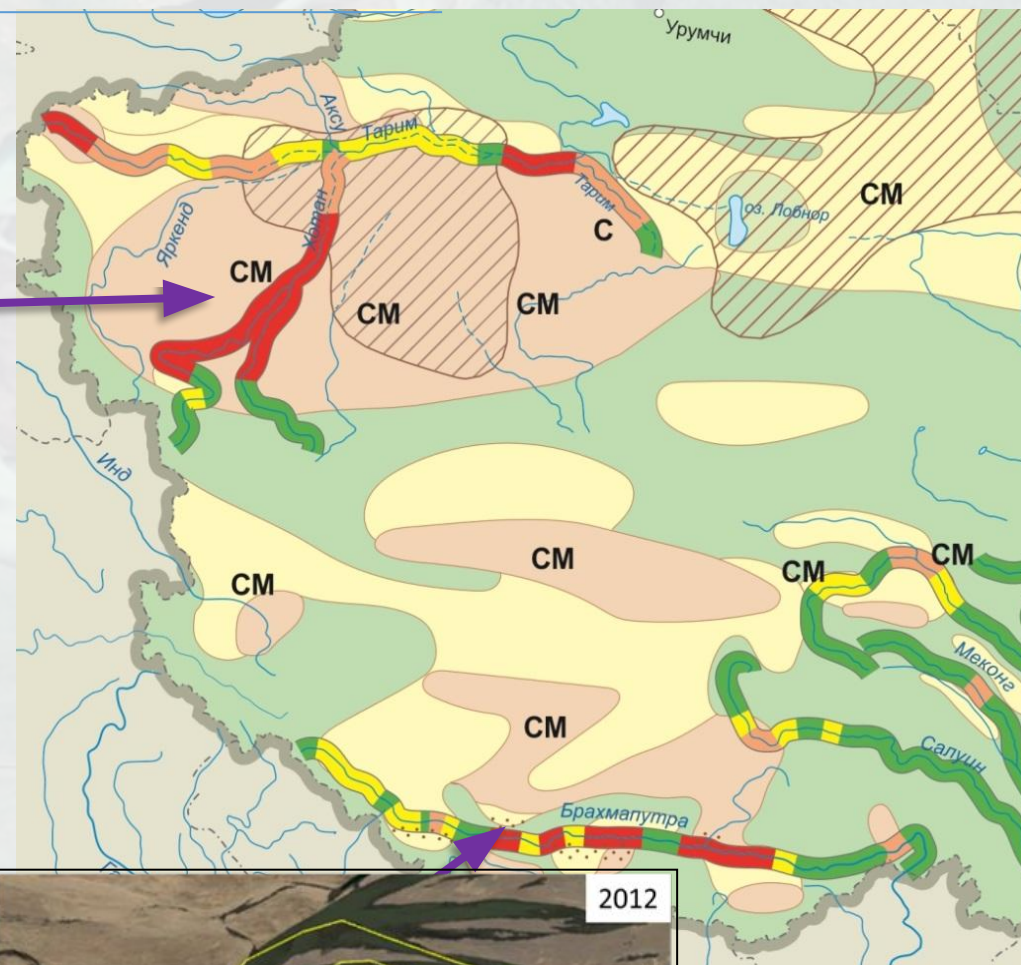 Урумчи
Аксу
Тарим
СМ
Тарим
оз. Лобнор
Яркенд
Хотан
С
СМ
СМ
СМ
Инд
СМ
СМ
СМ
СМ
Меконг
СМ
Салуин
Брахмапутра
2012